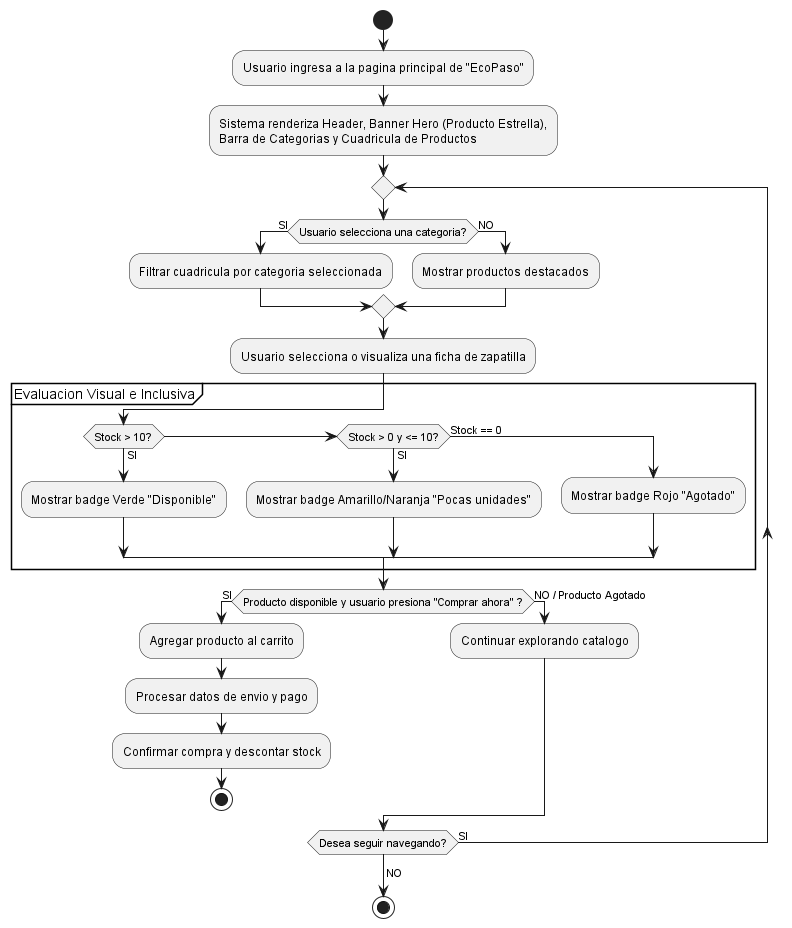 Usuario ingresa a la pagina principal de "EcoPaso"
Sistema renderiza Header, Banner Hero (Producto Estrella),
Barra de Categorias y Cuadricula de Productos
SI
Usuario selecciona una categoria?
NO
Filtrar cuadricula por categoria seleccionada
Mostrar productos destacados
Usuario selecciona o visualiza una ficha de zapatilla
Evaluacion Visual e Inclusiva
Stock > 10?
Stock > 0 y <= 10?
Stock == 0
SI
SI
Mostrar badge Verde "Disponible"
Mostrar badge Amarillo/Naranja "Pocas unidades"
Mostrar badge Rojo "Agotado"
SI
Producto disponible y usuario presiona "Comprar ahora" ?
NO / Producto Agotado
Agregar producto al carrito
Continuar explorando catalogo
Procesar datos de envio y pago
Confirmar compra y descontar stock
Desea seguir navegando?
SI
NO